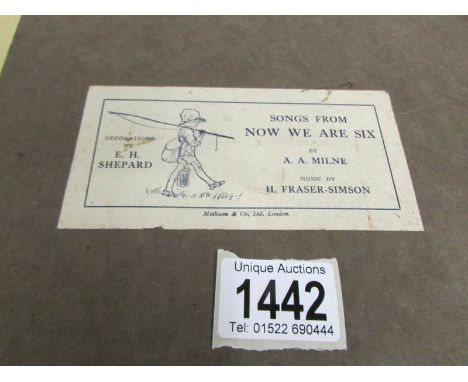 DECORATIONS
BY
E. H.
SHEPARD
SONGS FROM
NOW WE ARE SIX
BY
A. A. MILNE
MUSIC BY
H. FRASER-SIMSON
Methuen & Co, Ltd. London
Unique Auctions
1442
Tel: 01522 690444